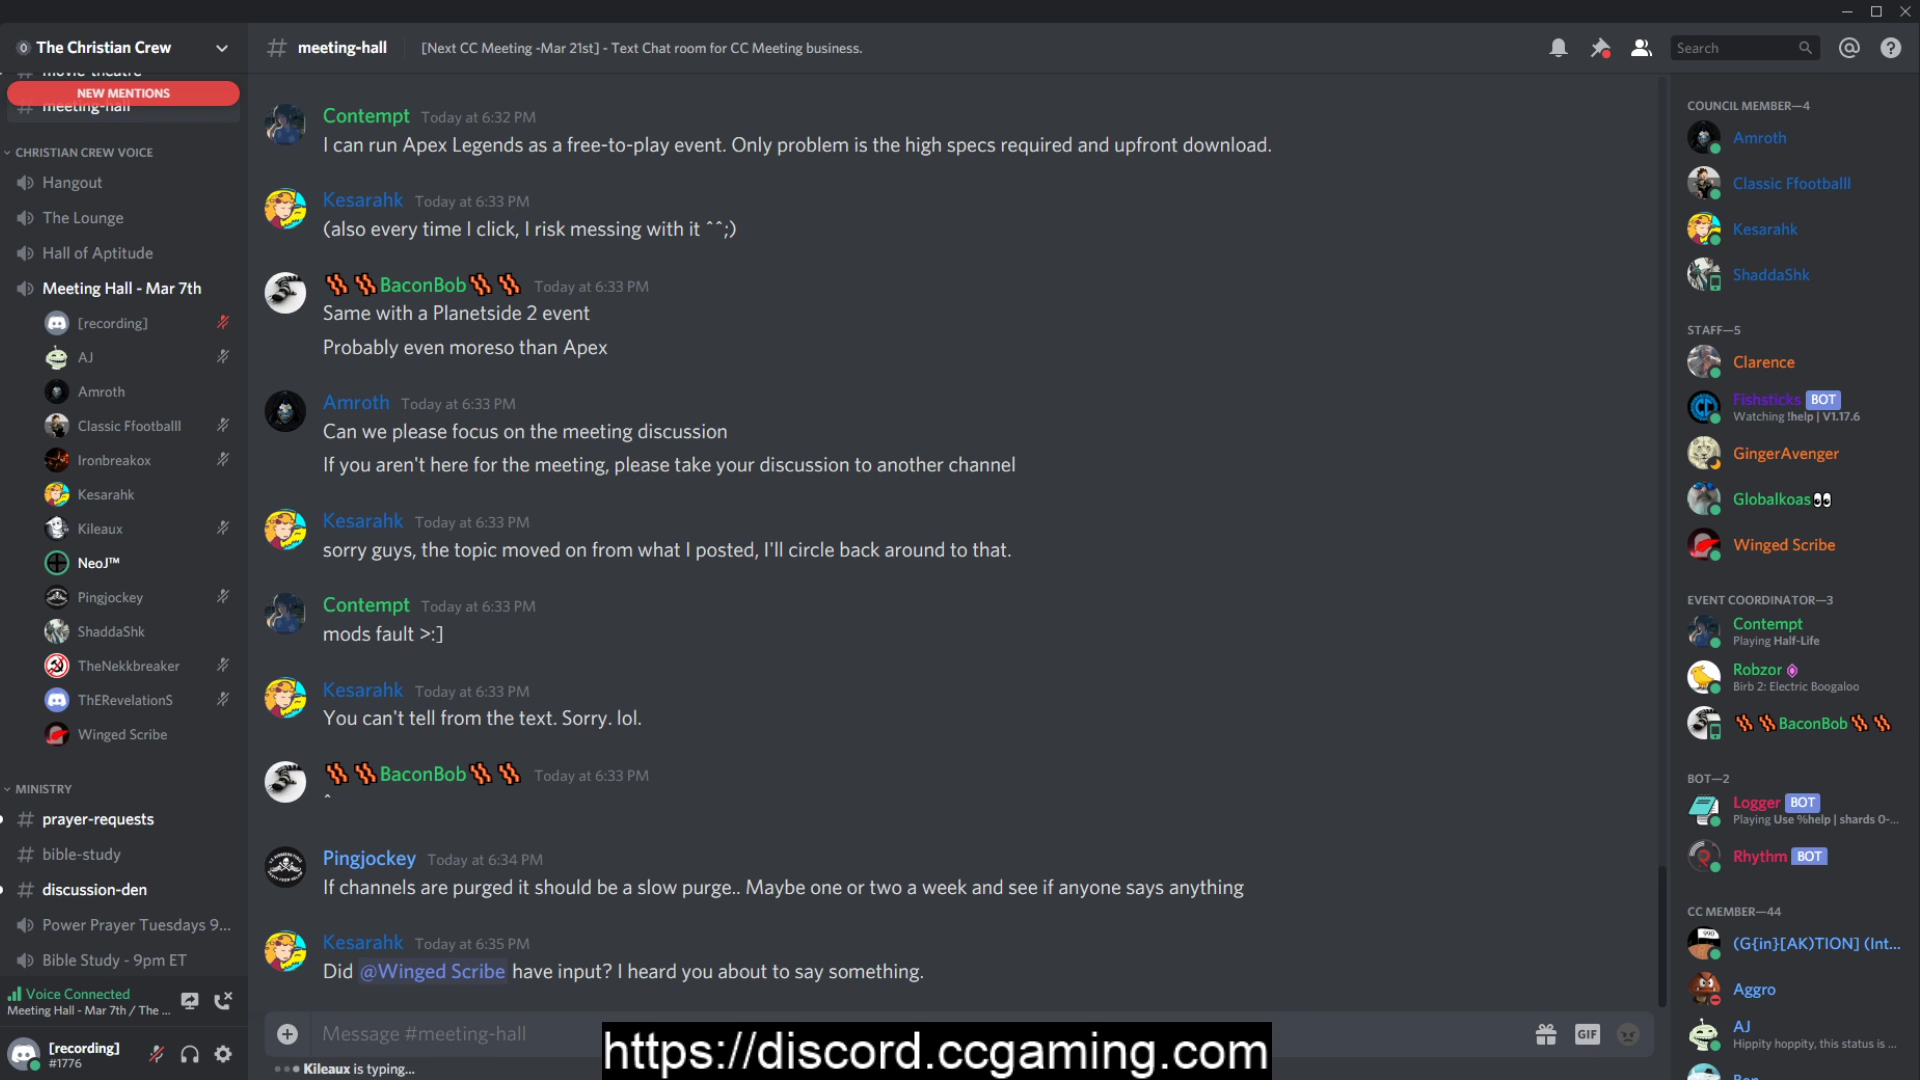 The Christian Crew
movie-theatre
NEW MENTIONS
meeting-hall
CHRISTIAN CREW VOICE
Hangout
The Lounge
Hall of Aptitude
Meeting Hall - Mar 7th
[recording]
AJ
Amroth
Classic Ffootballl
Ironbreakox
Kesarahk
Kileaux
NeoJ™
Pingjockey
ShaddaShk
TheNekkbreaker
ThERevelationS
Winged Scribe
MINISTRY
prayer-requests
bible-study
discussion-den
Power Prayer Tuesdays 9...
Bible Study - 9pm ET
Voice Connected
Meeting Hall - Mar 7th / The ...
[recording]
#1776
meeting-hall
[Next CC Meeting -Mar 21st] - Text Chat room for CC Meeting business.
Search
Contempt Today at 6:32 PM
I can run Apex Legends as a free-to-play event. Only problem is the high specs required and upfront download.
Kesarahk Today at 6:33 PM
(also every time I click, I risk messing with it ^^;)
BaconBob Today at 6:33 PM
Same with a Planetside 2 event
Probably even moreso than Apex
Amroth Today at 6:33 PM
Can we please focus on the meeting discussion
If you aren't here for the meeting, please take your discussion to another channel
Kesarahk Today at 6:33 PM
sorry guys, the topic moved on from what I posted, I'll circle back around to that.
Contempt Today at 6:33 PM
mods fault >:]
Kesarahk Today at 6:33 PM
You can't tell from the text. Sorry. lol.
BaconBob Today at 6:33 PM
^
Pingjockey Today at 6:34 PM
If channels are purged it should be a slow purge.. Maybe one or two a week and see if anyone says anything
Kesarahk Today at 6:35 PM
Did @Winged Scribe have input? I heard you about to say something.
Message #meeting-hall
GIF
Kileaux is typing...
https://discord.ccgaming.com
COUNCIL MEMBER—4
Amroth
Classic Ffootballl
Kesarahk
ShaddaShk
STAFF—5
Clarence
Fishsticks BOT
Watching !help | V1.17.6
GingerAvenger
Globalkoas👀
Winged Scribe
EVENT COORDINATOR—3
Contempt
Playing Half-Life
Robzor
Birb 2: Electric Boogaloo
BaconBob
BOT—2
Logger BOT
Playing Use %help | shards 0-...
Rhythm BOT
CC MEMBER—44
(G{in}[AK)TION] (Int...
Aggro
AJ
Hippity hoppity, this status is ...